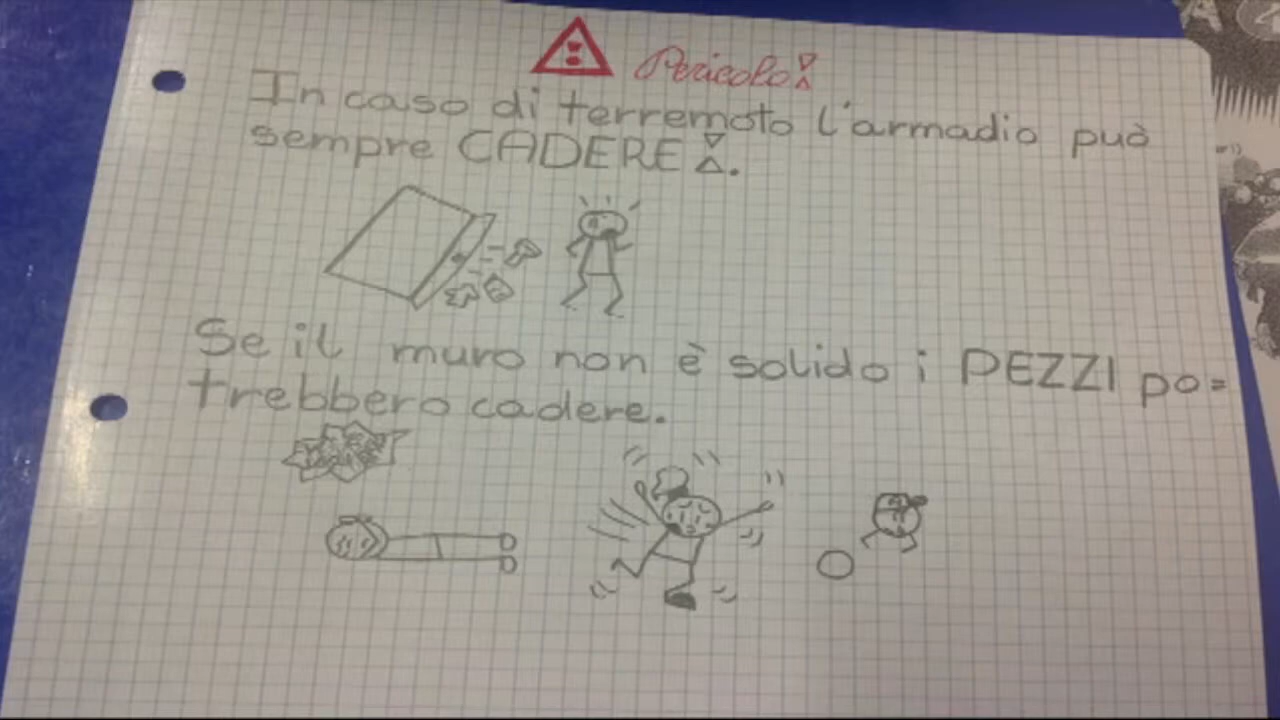 Pericolo!
In caso di terremoto l'armadio può
sempre CADERE!.
Se il muro non è solido i PEZZI po=
trebbero cadere.